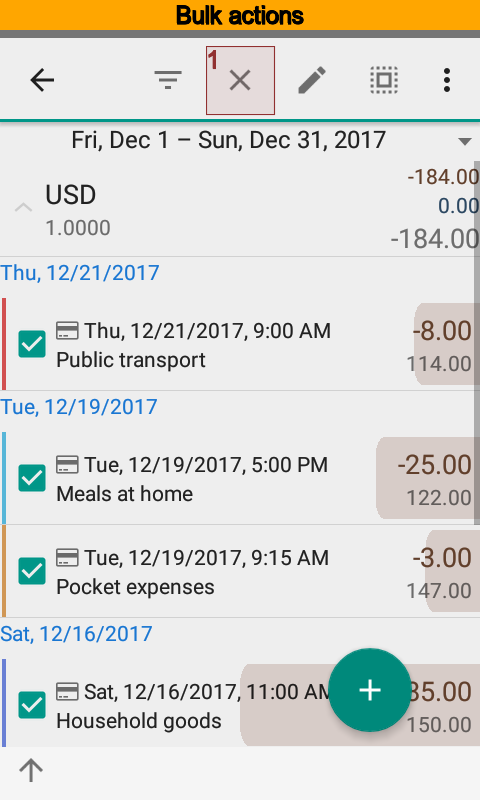 Bulk actions
1
Fri, Dec 1 – Sun, Dec 31, 2017
USD
1.0000
-184.00
0.00
-184.00
Thu, 12/21/2017
Thu, 12/21/2017, 9:00 AM
Public transport
-8.00
114.00
Tue, 12/19/2017
Tue, 12/19/2017, 5:00 PM
Meals at home
-25.00
122.00
Tue, 12/19/2017, 9:15 AM
Pocket expenses
-3.00
147.00
Sat, 12/16/2017
Sat, 12/16/2017, 11:00 AM
Household goods
35.00
150.00